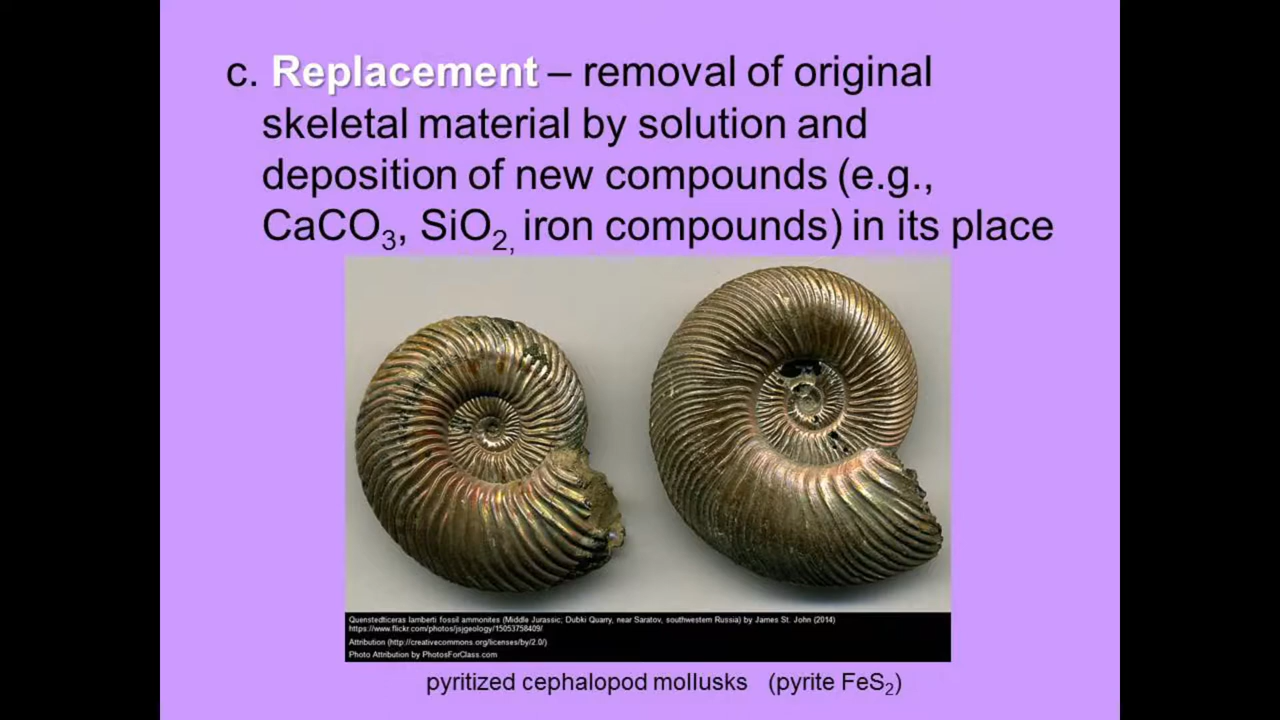 c. Replacement – removal of original
skeletal material by solution and
deposition of new compounds (e.g.,
CaCO₃, SiO₂, iron compounds) in its place
Quenstedticeras lamberti fossil ammonites (Middle Jurassic; Dubki Quarry, near Saratov, southwestern Russia) by James St. John (2014)
https://www.flickr.com/photos/jsjgeology/15053758409/
Attribution (http://creativecommons.org/licenses/by/2.0/)
Photo Attribution by PhotosForClass.com
pyritized cephalopod mollusks (pyrite FeS₂)